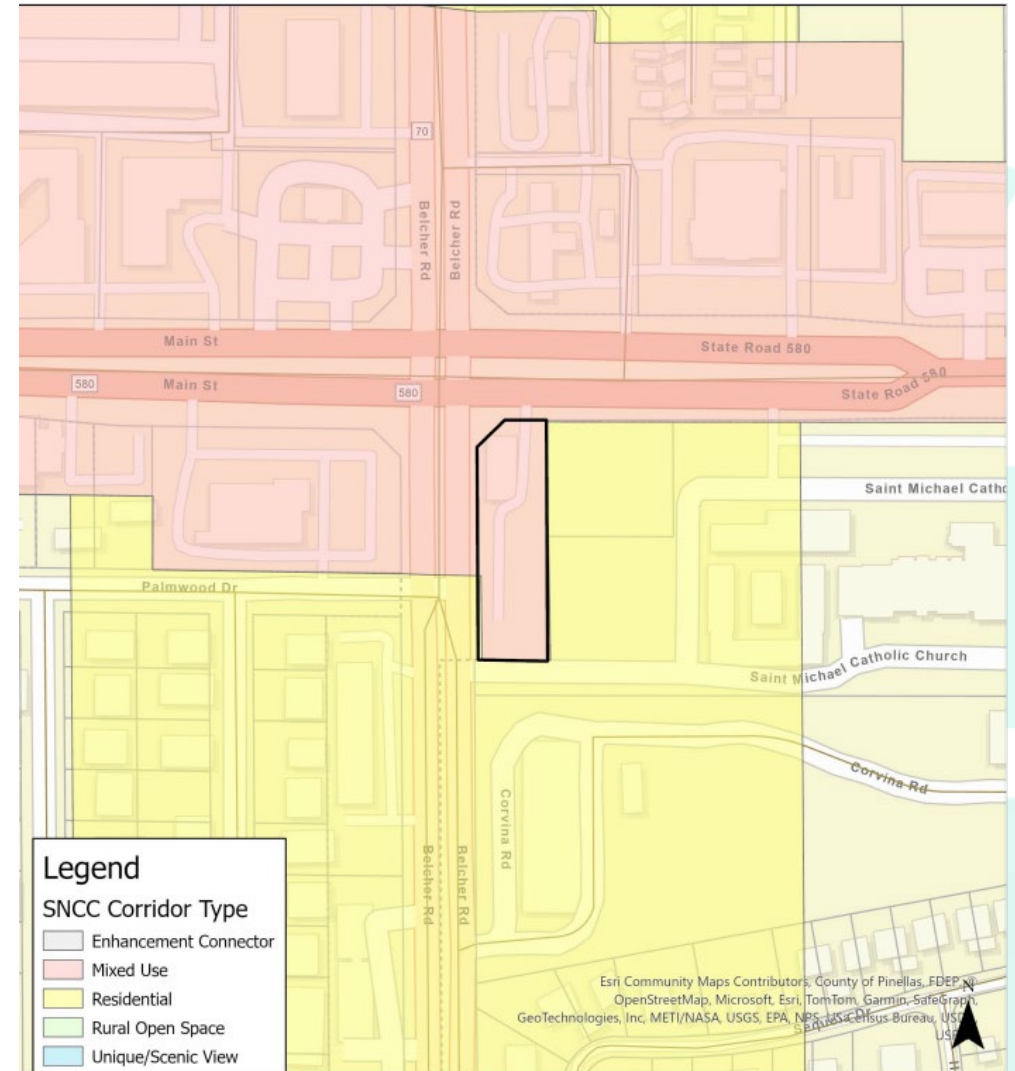 70
Belcher Rd
Belcher Rd
Main St
State Road 580
580
Main St
580
State Road 580
Saint Michael Catho
Palmwood Dr
Saint Michael Catholic Church
Corvina Rd
Corvina Rd
Belcher Rd
Belcher Rd
Legend
SNCC Corridor Type
Enhancement Connector
Mixed Use
Residential
Rural Open Space
Unique/Scenic View
Esri Community Maps Contributors, County of Pinellas, FDEP, ©
OpenStreetMap, Microsoft, Esri, TomTom, Garmin, SafeGraph,
GeoTechnologies, Inc, METI/NASA, USGS, EPA, NPS, US Census Bureau,
N